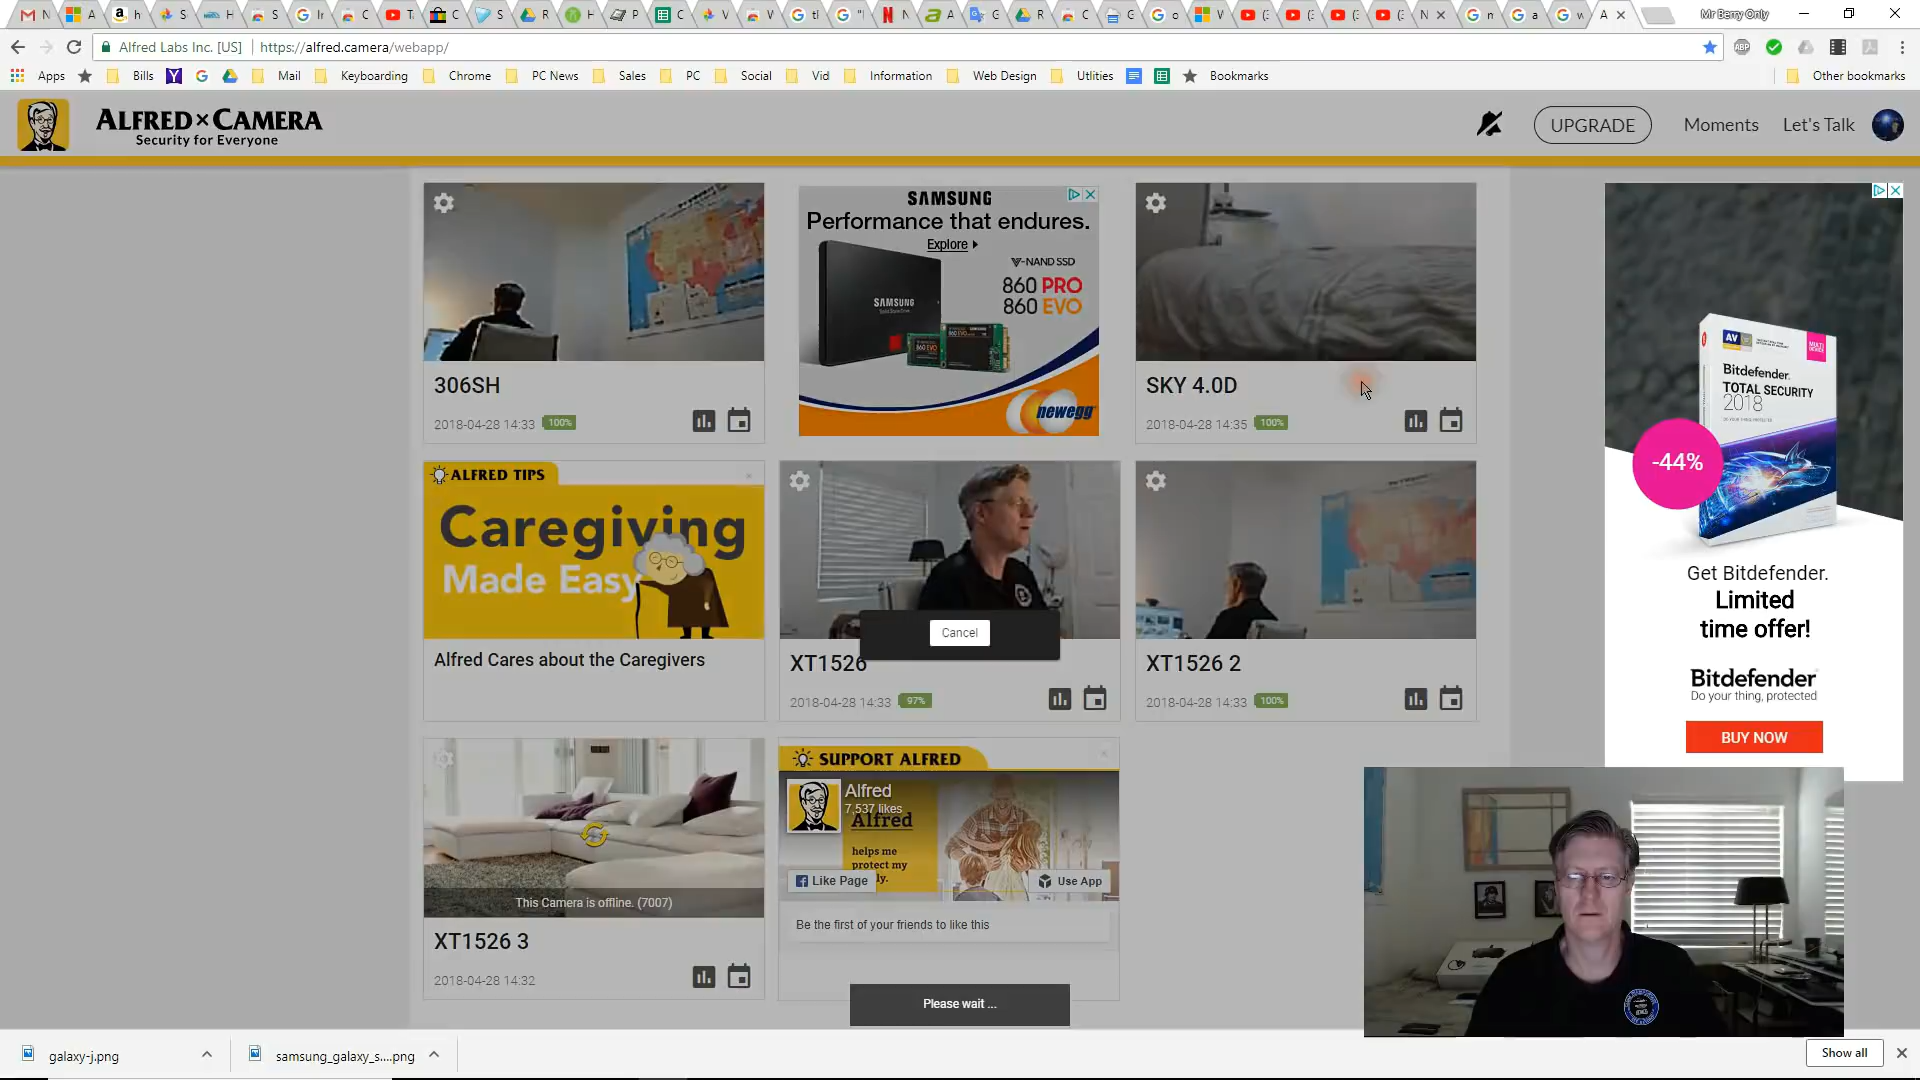 Mr Berry Only
Alfred Labs Inc. [US] | https://alfred.camera/webapp/
Apps Bills Mail Keyboarding Chrome PC News Sales PC Social Vid Information Web Design Utlities Bookmarks Other bookmarks
ALFRED×CAMERA
Security for Everyone
UPGRADE Moments Let's Talk
306SH
2018-04-28 14:33 100%
SAMSUNG
Performance that endures.
Explore
V-NAND SSD
860 PRO
860 EVO
SAMSUNG
newegg
SKY 4.0D
2018-04-28 14:35 100%
ALFRED TIPS
Caregiving
Made Easy
Alfred Cares about the Caregivers
Cancel
XT1526
2018-04-28 14:33 97%
XT1526 2
2018-04-28 14:33 100%
Bitdefender
TOTAL SECURITY
2018
-44%
Get Bitdefender.
Limited
time offer!
Bitdefender
Do your thing, protected
BUY NOW
This Camera is offline. (7007)
XT1526 3
2018-04-28 14:32
SUPPORT ALFRED
Alfred
7,537 likes
Alfred
helps me
protect my
Like Page
Use App
Be the first of your friends to like this
Please wait ...
galaxy-j.png
samsung_galaxy_s....png
Show all